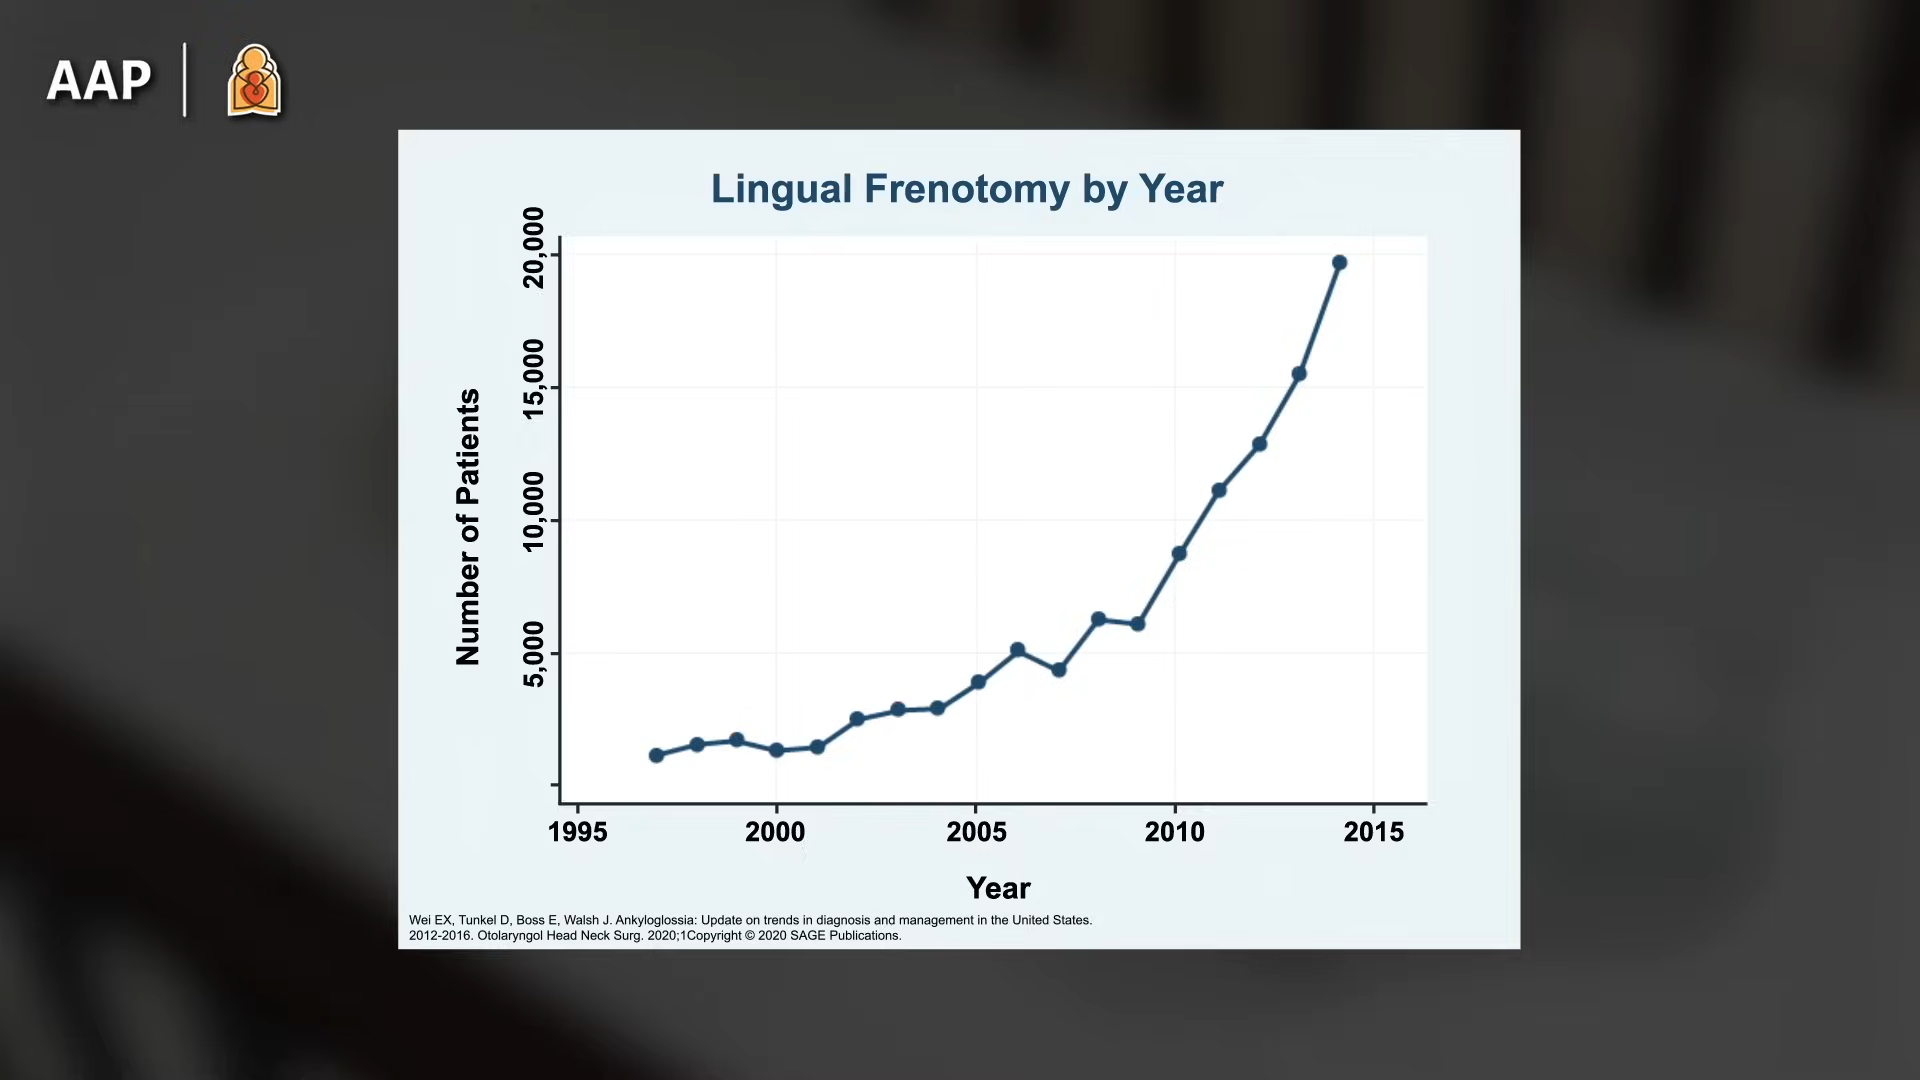 AAP
Lingual Frenotomy by Year
Number of Patients
20,000
15,000
10,000
5,000
1995 2000 2005 2010 2015
Year
Wei EX, Tunkel D, Boss E, Walsh J. Ankyloglossia: Update on trends in diagnosis and management in the United States.
2012-2016. Otolaryngol Head Neck Surg. 2020;1Copyright © 2020 SAGE Publications.